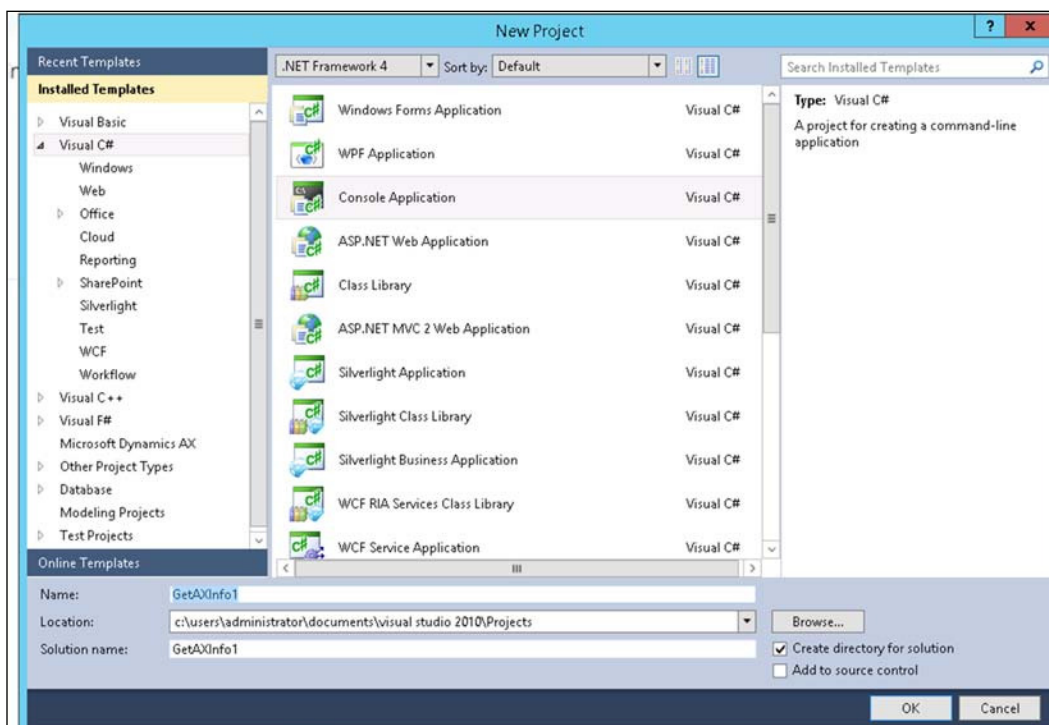 New Project
? x
Recent Templates
Installed Templates
Visual Basic
Visual C#
Windows
Web
Office
Cloud
Reporting
SharePoint
Silverlight
Test
WCF
Workflow
Visual C++
Visual F#
Microsoft Dynamics AX
Other Project Types
Database
Modeling Projects
Test Projects
Online Templates
.NET Framework 4 Sort by: Default
Windows Forms Application Visual C#
WPF Application Visual C#
Console Application Visual C#
ASP.NET Web Application Visual C#
Class Library Visual C#
ASP.NET MVC 2 Web Application Visual C#
Silverlight Application Visual C#
Silverlight Class Library Visual C#
Silverlight Business Application Visual C#
WCF RIA Services Class Library Visual C#
WCF Service Application Visual C#
Search Installed Templates
Type: Visual C#
A project for creating a command-line
application
Name: GetAXInfo1
Location: c:\users\administrator\documents\visual studio 2010\Projects Browse...
Solution name: GetAXInfo1
Create directory for solution
Add to source control
OK Cancel